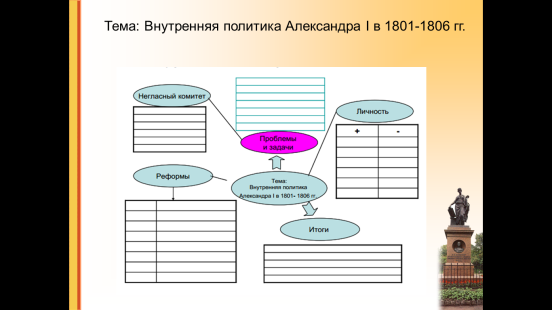 Тема: Внутренняя политика Александра I в 1801-1806 гг.
Негласный комитет
Личность
+ -
Проблемы
и задачи
Реформы
Тема:
Внутренняя политика
Александра I в 1801- 1806 гг.
Итоги